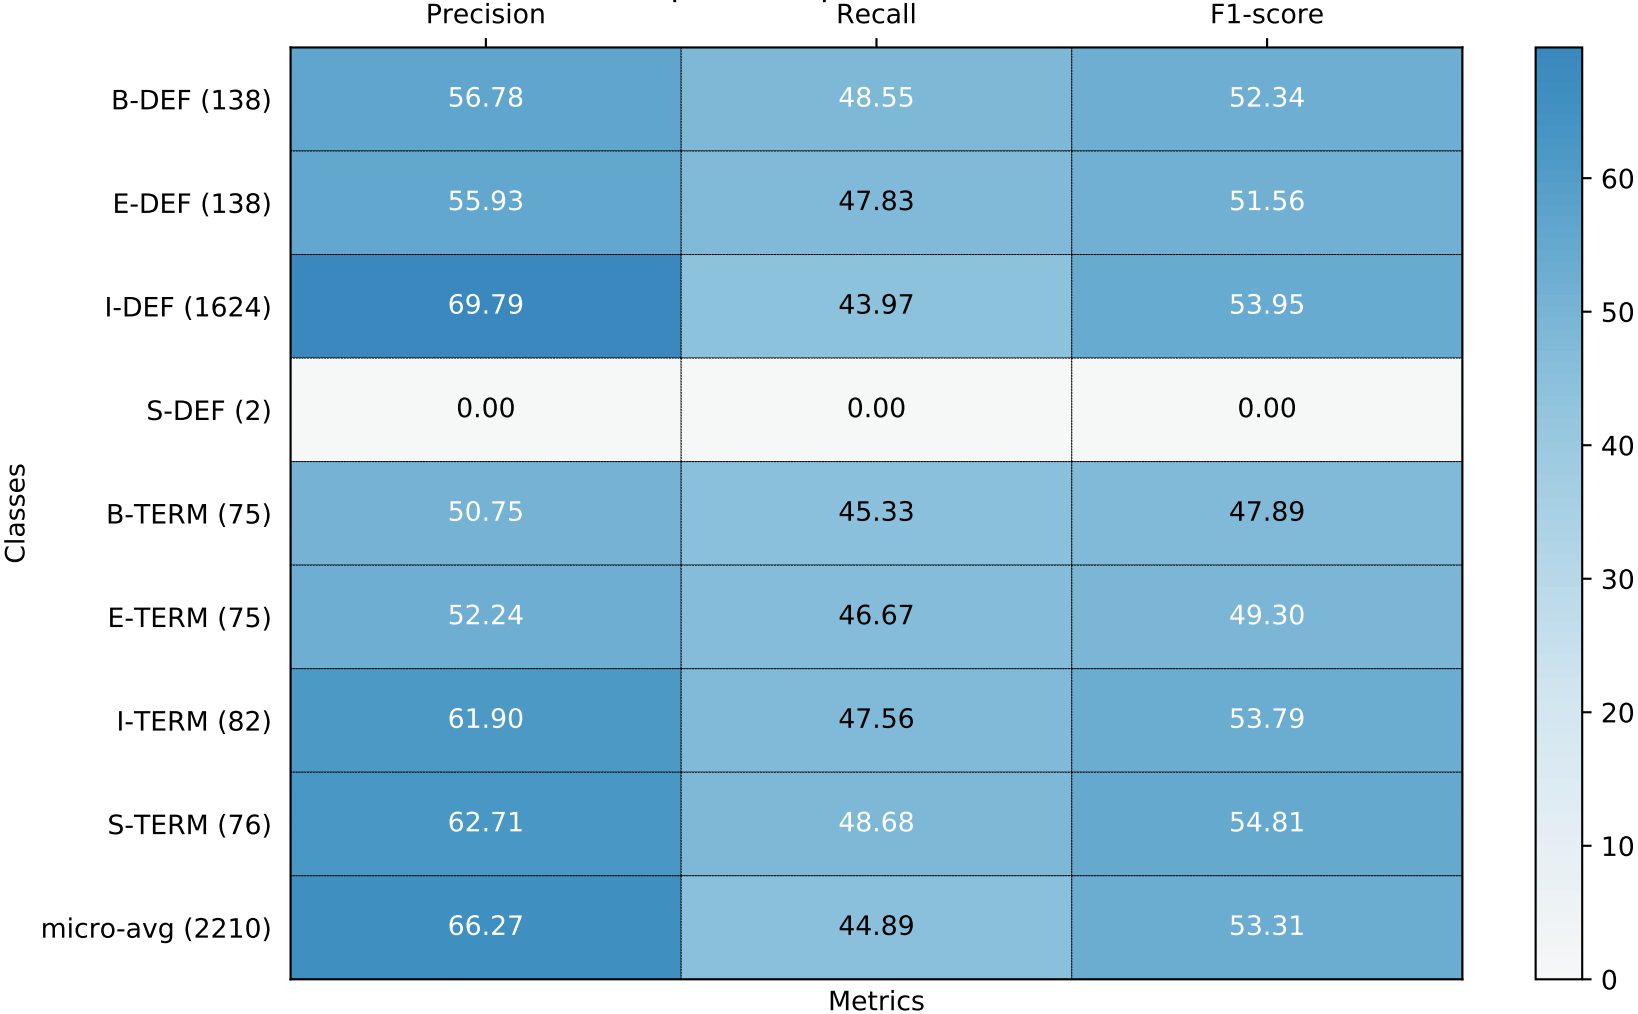 Precision Recall F1-score
B-DEF (138) 56.78 48.55 52.34
E-DEF (138) 55.93 47.83 51.56
I-DEF (1624) 69.79 43.97 53.95
S-DEF (2) 0.00 0.00 0.00
B-TERM (75) 50.75 45.33 47.89
E-TERM (75) 52.24 46.67 49.30
I-TERM (82) 61.90 47.56 53.79
S-TERM (76) 62.71 48.68 54.81
micro-avg (2210) 66.27 44.89 53.31
Classes
Metrics
60
50
40
30
20
10
0